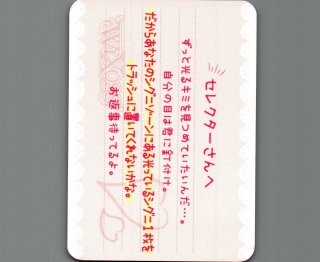 セレクターさんへ
ずっと光るキミを見つめていたいんだ…。
自分の目は君に釘付け。
だからあなたのシグニゾーンにある光っているシグニ1枚を
トラッシュに置いてくれないかな。
お返事待ってるよ。
WIXOSS